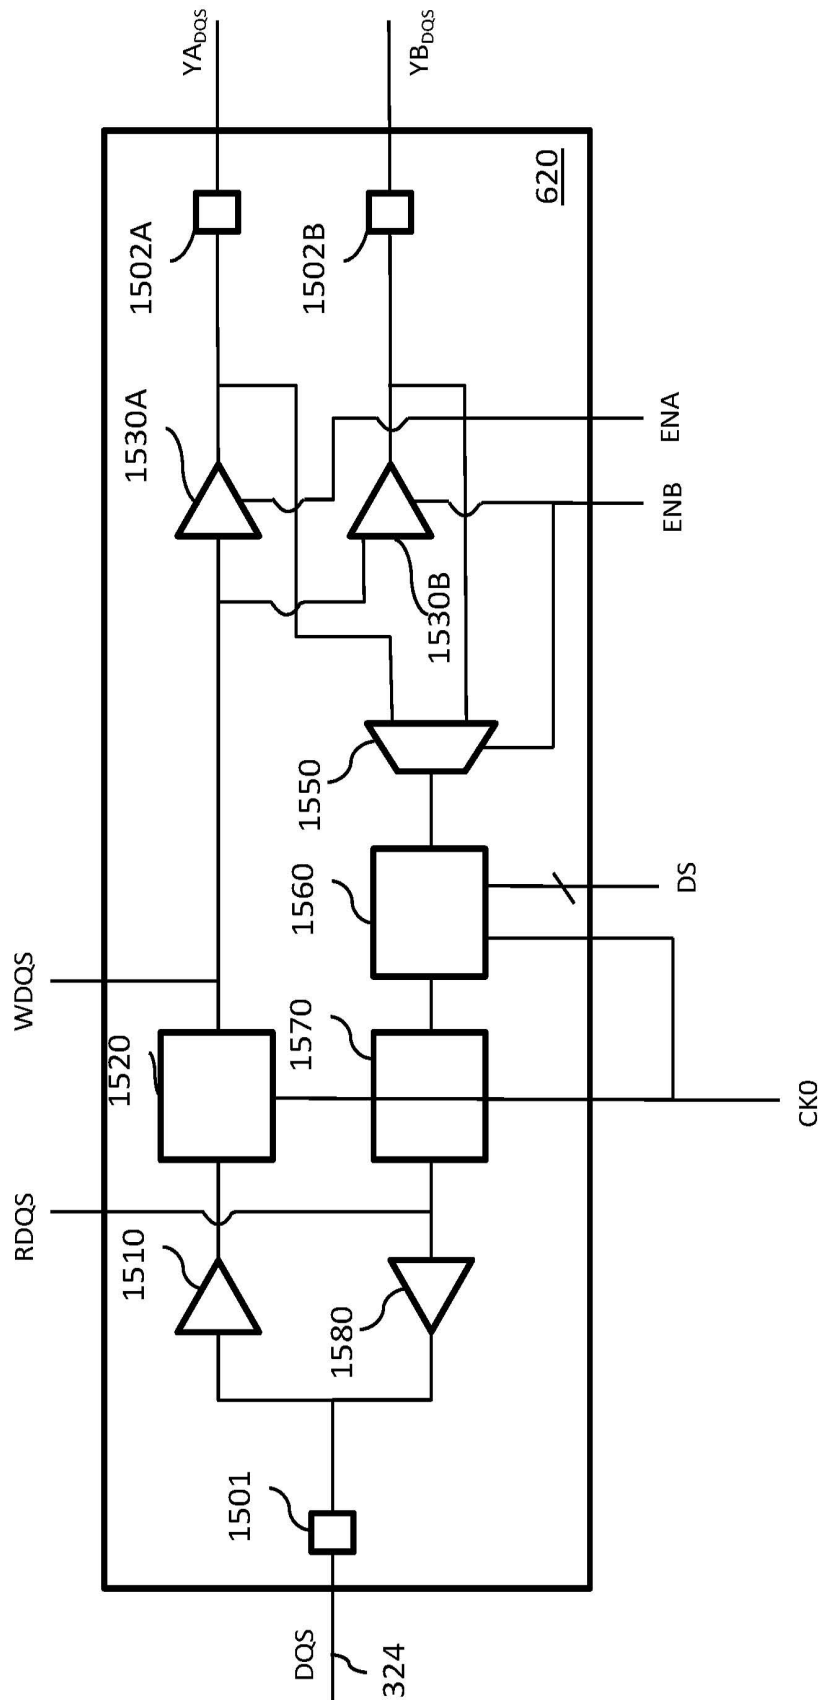 YA_DQS
YB_DQS
1502A
1502B
620
1530A
1530B
ENA
ENB
1550
1560
DS
WDQS
1520
1570
CK0
RDQS
1510
1580
1501
DQS
324